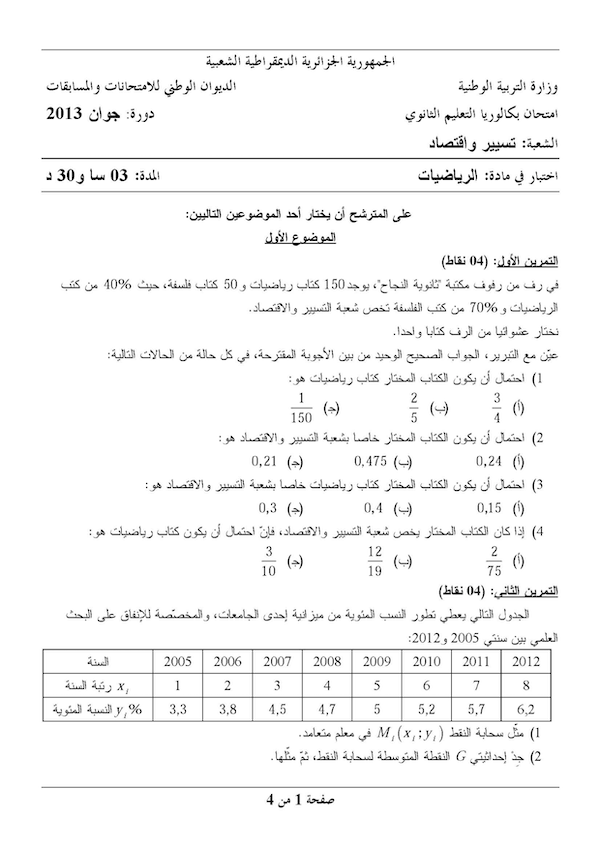 الجمهورية الجزائرية الديمقراطية الشعبية
وزارة التربية الوطنية الديوان الوطني للامتحانات والمسابقات
امتحان بكالوريا التعليم الثانوي دورة: جوان 2013
الشعبة: تسيير واقتصاد
اختبار في مادة: الرياضيات المدة: 03 سا و30 د
على المترشح أن يختار أحد الموضوعين التاليين:
الموضوع الأول
التمرين الأول: (04 نقاط)
في رف من رفوف مكتبة "ثانوية النجاح"، يوجد 150 كتاب رياضيات و 50 كتاب فلسفة، حيث 40% من كتب
الرياضيات و 70% من كتب الفلسفة تخص شعبة التسيير والاقتصاد.
نختار عشوائيا من الرف كتابا واحدا.
عيّن مع التبرير، الجواب الصحيح الوحيد من بين الأجوبة المقترحة، في كل حالة من الحالات التالية:
1) احتمال أن يكون الكتاب المختار كتاب رياضيات هو:
(أ) 3/4 (ب) 2/5 (ج) 1/150
2) احتمال أن يكون الكتاب المختار خاصا بشعبة التسيير والاقتصاد هو:
(أ) 0,24 (ب) 0,475 (ج) 0,21
3) احتمال أن يكون الكتاب المختار كتاب رياضيات خاصا بشعبة التسيير والاقتصاد هو:
(أ) 0,15 (ب) 0,4 (ج) 0,3
4) إذا كان الكتاب المختار يخص شعبة التسيير والاقتصاد، فإنّ احتمال أن يكون كتاب رياضيات هو:
(أ) 2/75 (ب) 12/19 (ج) 3/10
التمرين الثاني: (04 نقاط)
الجدول التالي يعطي تطور النسب المئوية من ميزانية إحدى الجامعات، والمخصّصة للإنفاق على البحث
العلمي بين سنتي 2005 و2012:
السنة 2005 2006 2007 2008 2009 2010 2011 2012
رتبة السنة x_i 1 2 3 4 5 6 7 8
النسبة المئوية y_i% 3,3 3,8 4,5 4,7 5 5,2 5,7 6,2
1) مثّل سحابة النقط M_i(x_i ; y_i) في معلم متعامد.
2) جِدْ إحداثيتي G النقطة المتوسطة لسحابة النقط، ثمّ مثّلها.
صفحة 1 من 4